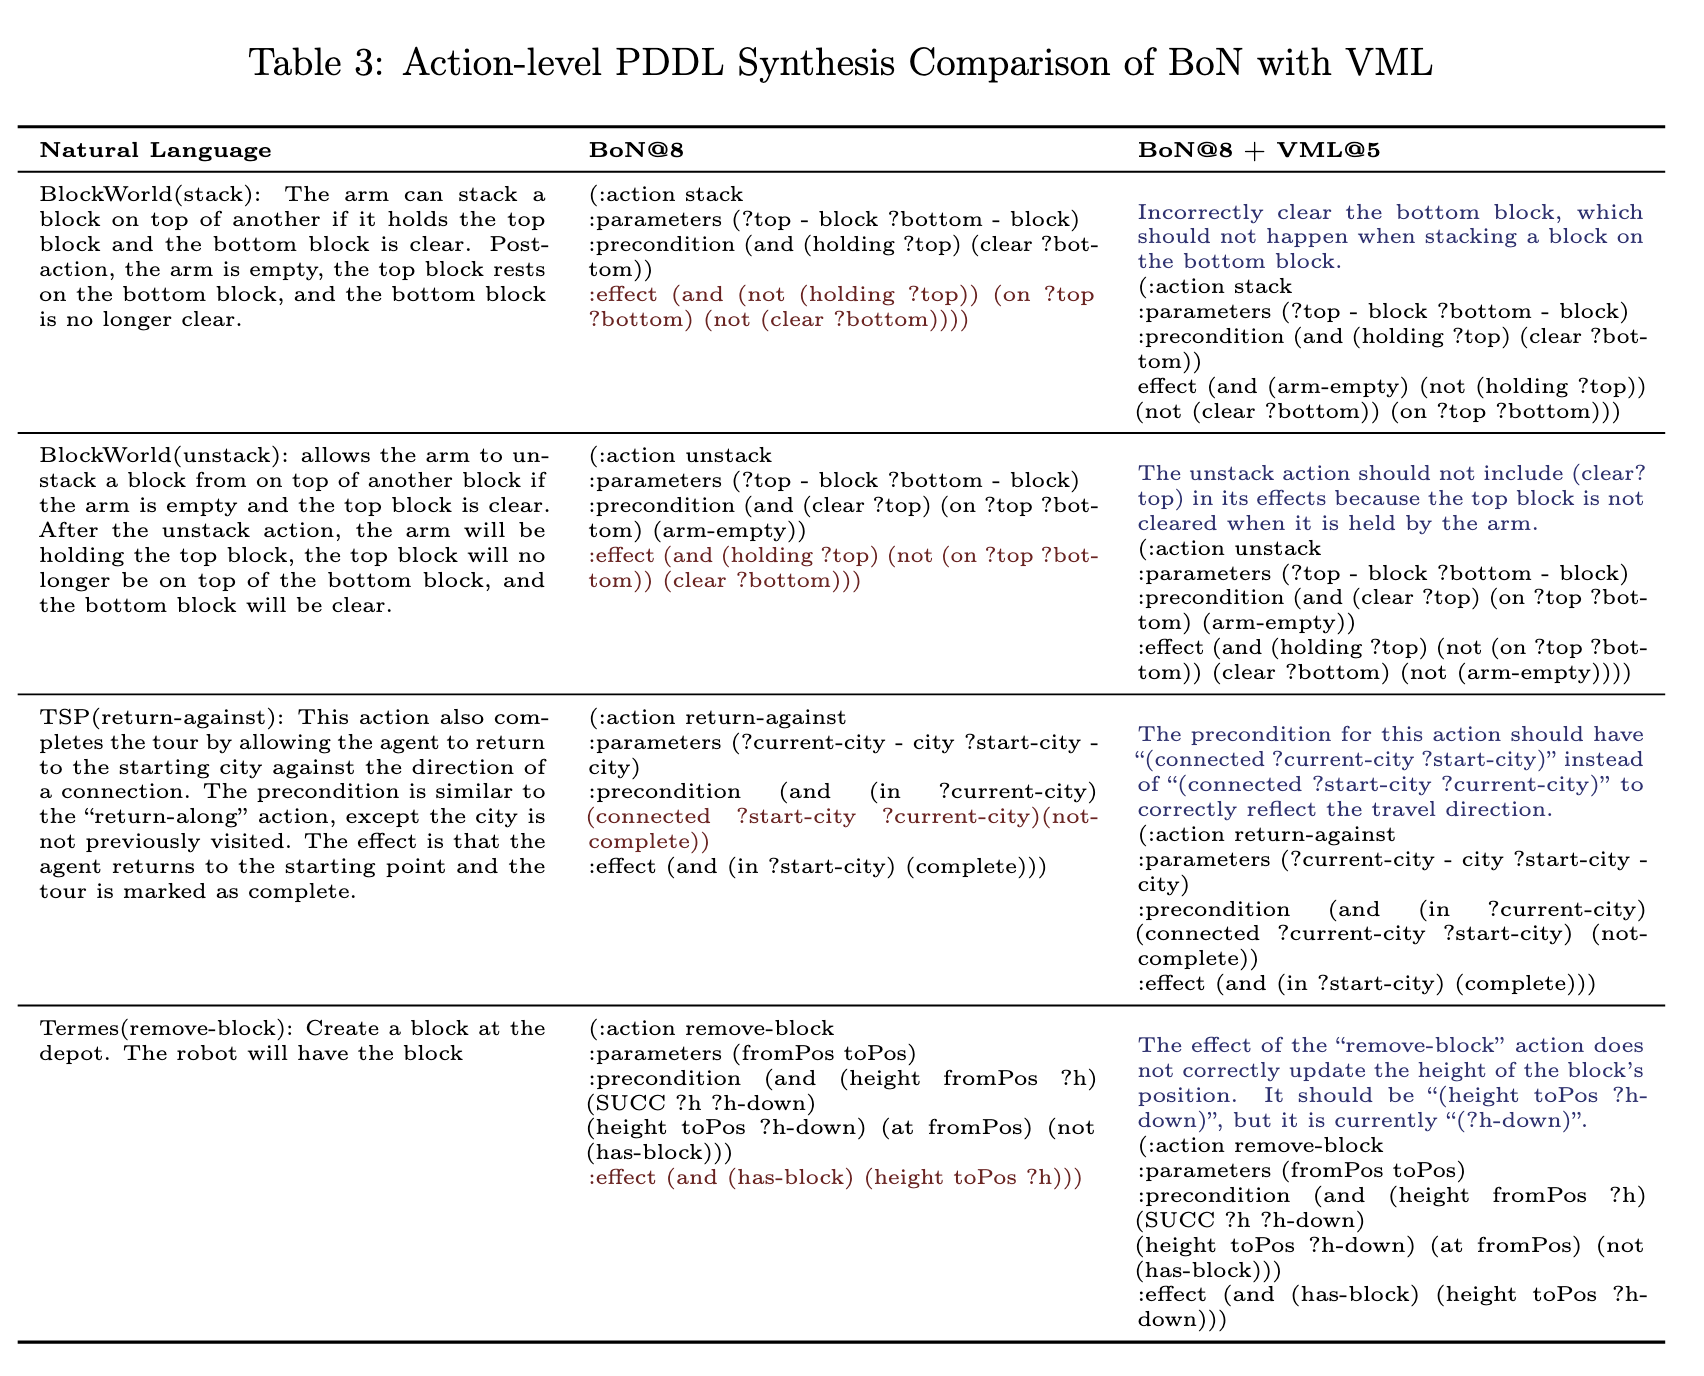 Table 3: Action-level PDDL Synthesis Comparison of BoN with VML
Natural Language
BoN@8
BoN@8 + VML@5
BlockWorld(stack): The arm can stack a
block on top of another if it holds the top
block and the bottom block is clear. Post-
action, the arm is empty, the top block rests
on the bottom block, and the bottom block
is no longer clear.
(:action stack
:parameters (?top - block ?bottom - block)
:precondition (and (holding ?top) (clear ?bot-
tom))
:effect (and (not (holding ?top)) (on ?top
?bottom) (not (clear ?bottom))))
Incorrectly clear the bottom block, which
should not happen when stacking a block on
the bottom block.
(:action stack
:parameters (?top - block ?bottom - block)
:precondition (and (holding ?top) (clear ?bot-
tom))
effect (and (arm-empty) (not (holding ?top))
(not (clear ?bottom)) (on ?top ?bottom)))
BlockWorld(unstack): allows the arm to un-
stack a block from on top of another block if
the arm is empty and the top block is clear.
After the unstack action, the arm will be
holding the top block, the top block will no
longer be on top of the bottom block, and
the bottom block will be clear.
(:action unstack
:parameters (?top - block ?bottom - block)
:precondition (and (clear ?top) (on ?top ?bot-
tom) (arm-empty))
:effect (and (holding ?top) (not (on ?top ?bot-
tom)) (clear ?bottom)))
The unstack action should not include (clear?
top) in its effects because the top block is not
cleared when it is held by the arm.
(:action unstack
:parameters (?top - block ?bottom - block)
:precondition (and (clear ?top) (on ?top ?bot-
tom) (arm-empty))
:effect (and (holding ?top) (not (on ?top ?bot-
tom)) (clear ?bottom) (not (arm-empty))))
TSP(return-against): This action also com-
pletes the tour by allowing the agent to return
to the starting city against the direction of
a connection. The precondition is similar to
the “return-along” action, except the city is
not previously visited. The effect is that the
agent returns to the starting point and the
tour is marked as complete.
(:action return-against
:parameters (?current-city - city ?start-city -
city)
:precondition (and (in ?current-city)
(connected ?start-city ?current-city)(not-
complete))
:effect (and (in ?start-city) (complete)))
The precondition for this action should have
“(connected ?current-city ?start-city)” instead
of “(connected ?start-city ?current-city)” to
correctly reflect the travel direction.
(:action return-against
:parameters (?current-city - city ?start-city -
city)
:precondition (and (in ?current-city)
(connected ?current-city ?start-city) (not-
complete))
:effect (and (in ?start-city) (complete)))
Termes(remove-block): Create a block at the
depot. The robot will have the block
(:action remove-block
:parameters (fromPos toPos)
:precondition (and (height fromPos ?h)
(SUCC ?h ?h-down)
(height toPos ?h-down) (at fromPos) (not
(has-block)))
:effect (and (has-block) (height toPos ?h)))
The effect of the “remove-block” action does
not correctly update the height of the block’s
position. It should be “(height toPos ?h-
down)”, but it is currently “(?h-down)”.
(:action remove-block
:parameters (fromPos toPos)
:precondition (and (height fromPos ?h)
(SUCC ?h ?h-down)
(height toPos ?h-down) (at fromPos) (not
(has-block)))
:effect (and (has-block) (height toPos ?h-
down)))